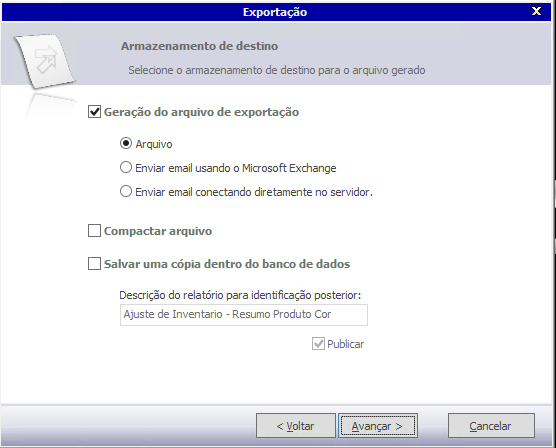 Exportação
Armazenamento de destino
Selecione o armazenamento de destino para o arquivo gerado
Geração do arquivo de exportação
Arquivo
Enviar email usando o Microsoft Exchange
Enviar email conectando diretamente no servidor.
Compactar arquivo
Salvar uma cópia dentro do banco de dados
Descrição do relatório para identificação posterior:
Ajuste de Inventario - Resumo Produto Cor
Publicar
< Voltar
Avançar >
Cancelar